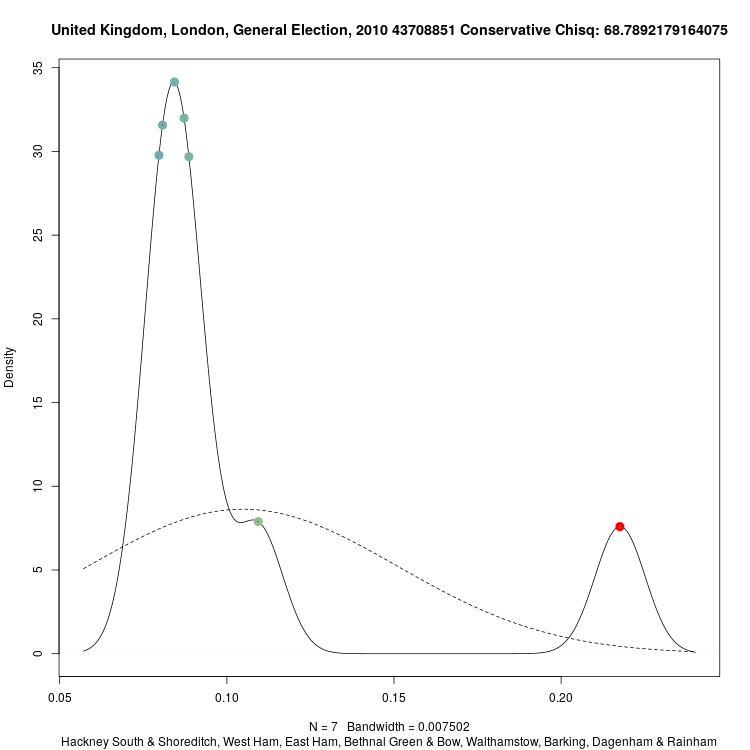 United Kingdom, London, General Election, 2010 43708851 Conservative Chisq: 68.7892179164075
35
30
25
20
15
10
5
0
Density
0.05 0.10 0.15 0.20
N = 7 Bandwidth = 0.007502
Hackney South & Shoreditch, West Ham, East Ham, Bethnal Green & Bow, Walthamstow, Barking, Dagenham & Rainham